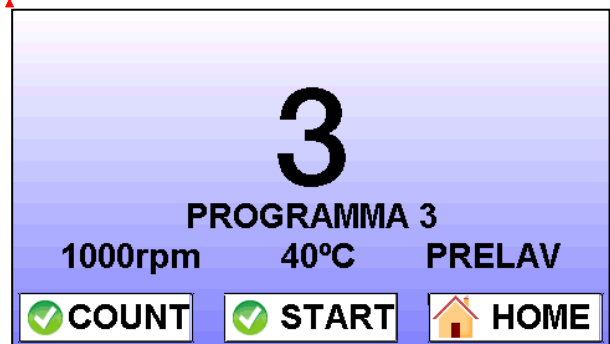 3
PROGRAMMA 3
1000rpm 40ºC PRELAV
COUNT START HOME